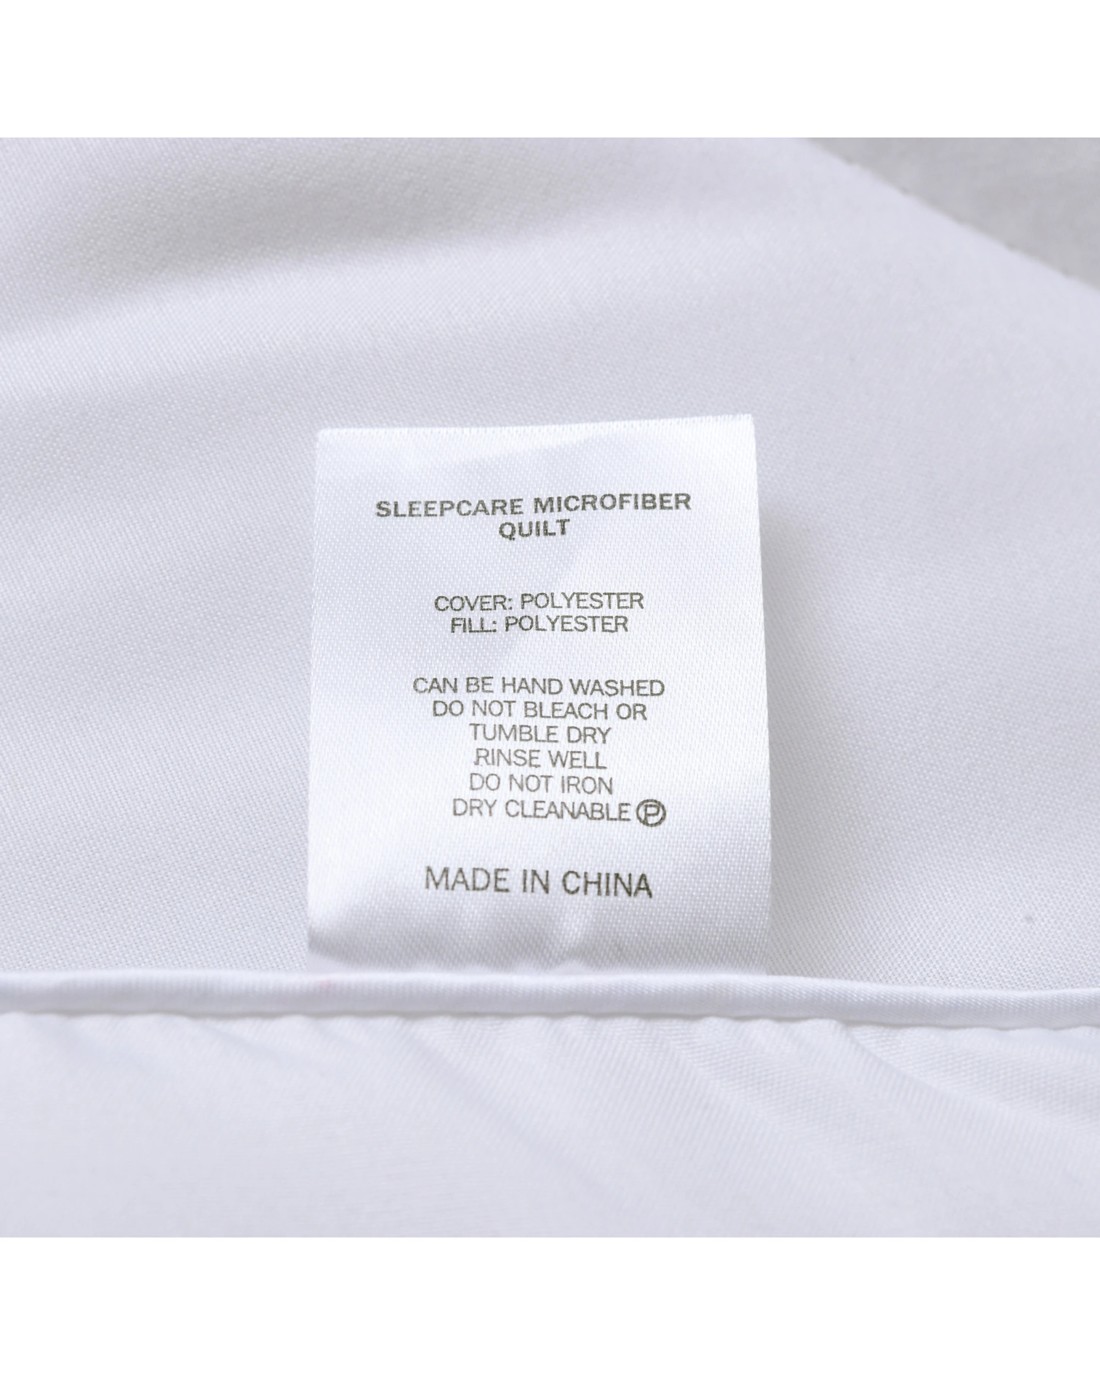 SLEEPCARE MICROFIBER
QUILT
COVER: POLYESTER
FILL: POLYESTER
CAN BE HAND WASHED
DO NOT BLEACH OR
TUMBLE DRY
RINSE WELL
DO NOT IRON
DRY CLEANABLE Ⓟ
MADE IN CHINA